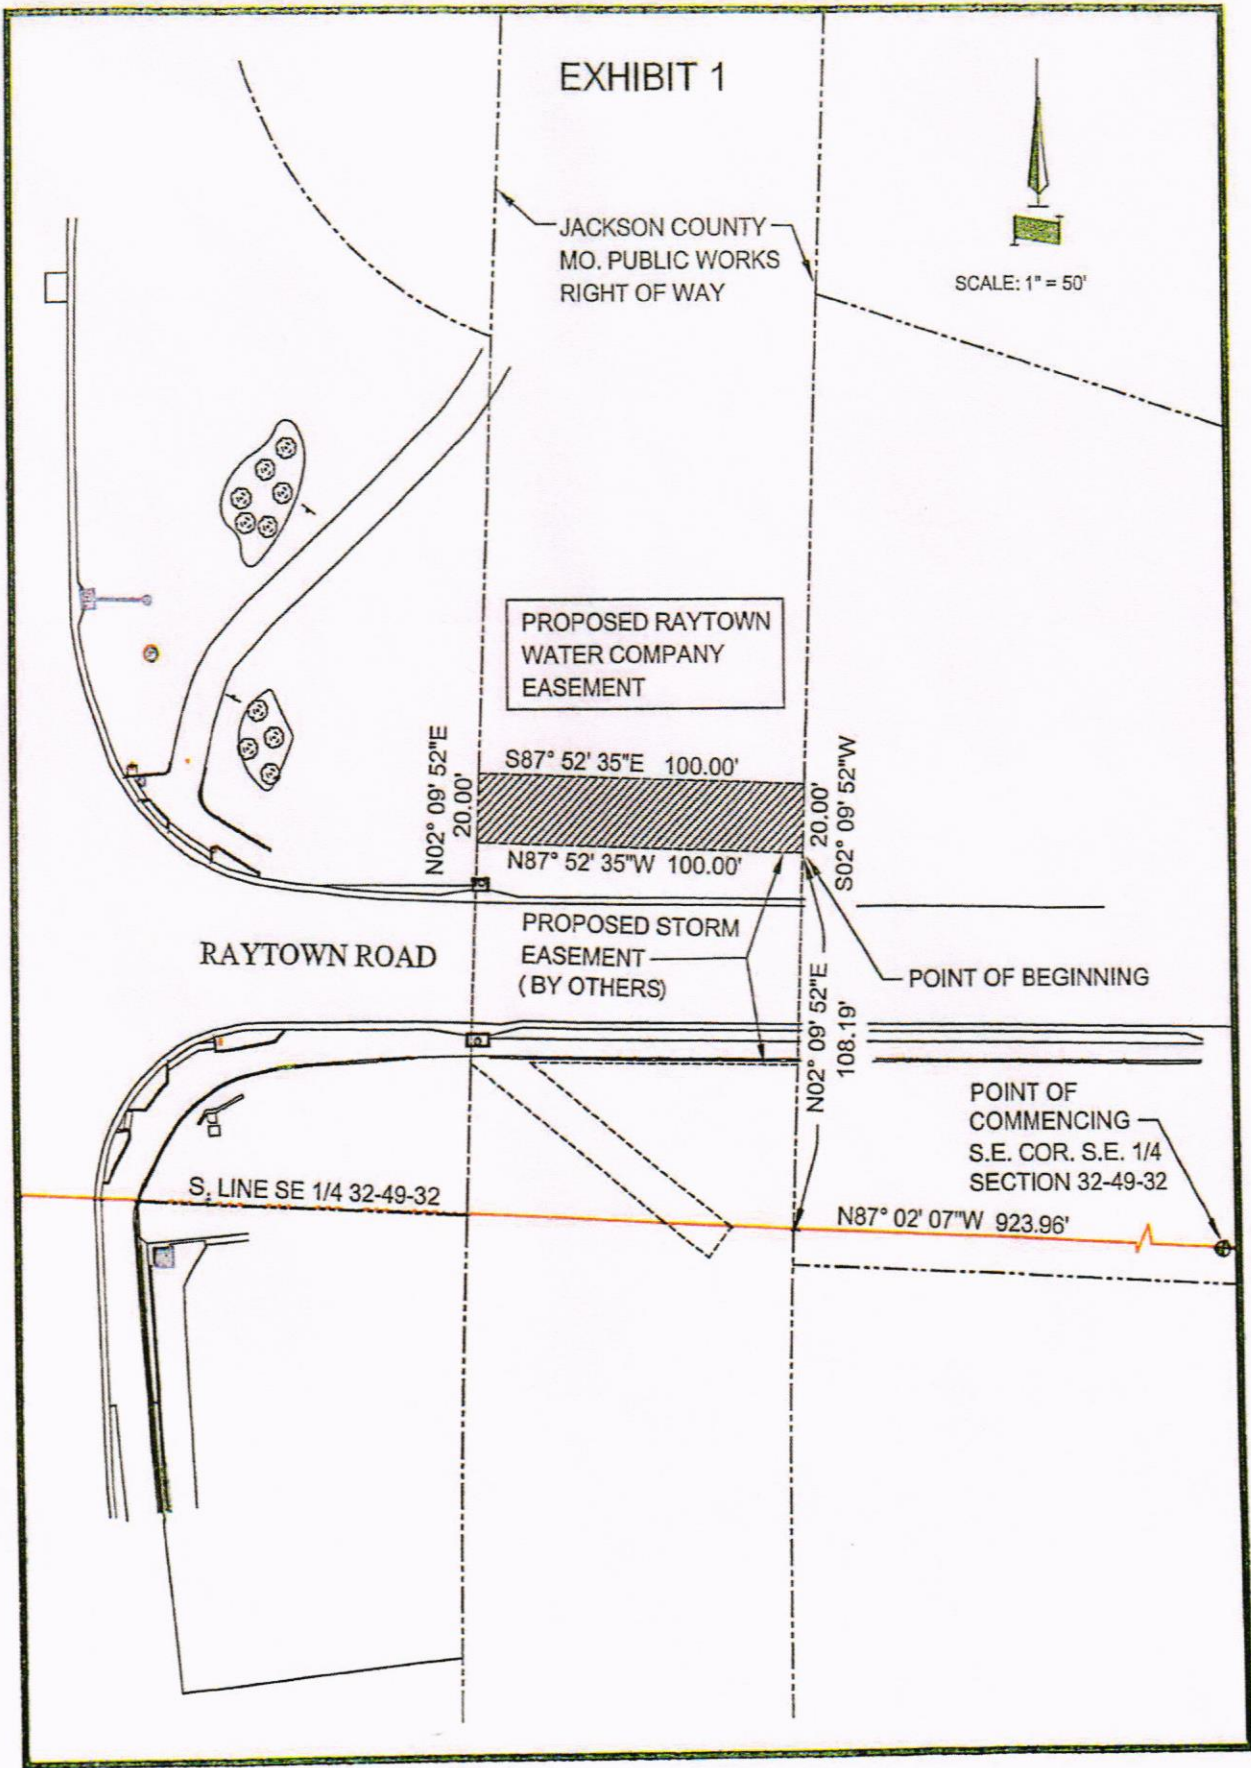 EXHIBIT 1
JACKSON COUNTY
MO. PUBLIC WORKS
RIGHT OF WAY
SCALE: 1" = 50'
PROPOSED RAYTOWN
WATER COMPANY
EASEMENT
N02° 09' 52"E
20.00'
S87° 52' 35"E 100.00'
N87° 52' 35"W 100.00'
20.00'
S02° 09' 52"W
RAYTOWN ROAD
PROPOSED STORM
EASEMENT
( BY OTHERS)
POINT OF BEGINNING
N02° 09' 52"E
108.19'
POINT OF
COMMENCING
S.E. COR. S.E. 1/4
SECTION 32-49-32
S. LINE SE 1/4 32-49-32
N87° 02' 07"W 923.96'